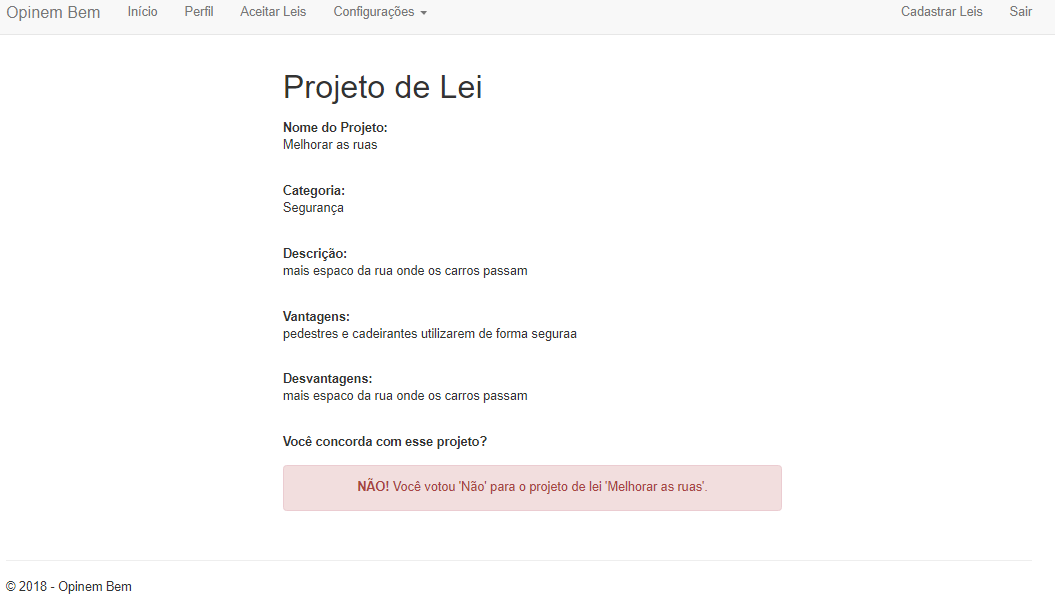 Opinem Bem Início Perfil Aceitar Leis Configurações Cadastrar Leis Sair
Projeto de Lei
Nome do Projeto:
Melhorar as ruas
Categoria:
Segurança
Descrição:
mais espaco da rua onde os carros passam
Vantagens:
pedestres e cadeirantes utilizarem de forma seguraa
Desvantagens:
mais espaco da rua onde os carros passam
Você concorda com esse projeto?
NÃO! Você votou 'Não' para o projeto de lei 'Melhorar as ruas'.
© 2018 - Opinem Bem